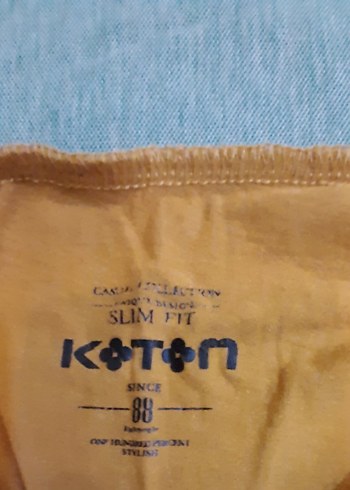 CASUAL COLLECTION
SLIM FIT
KOTON
SINCE
88
ONE HUNDRED PERCENT
STYLISH